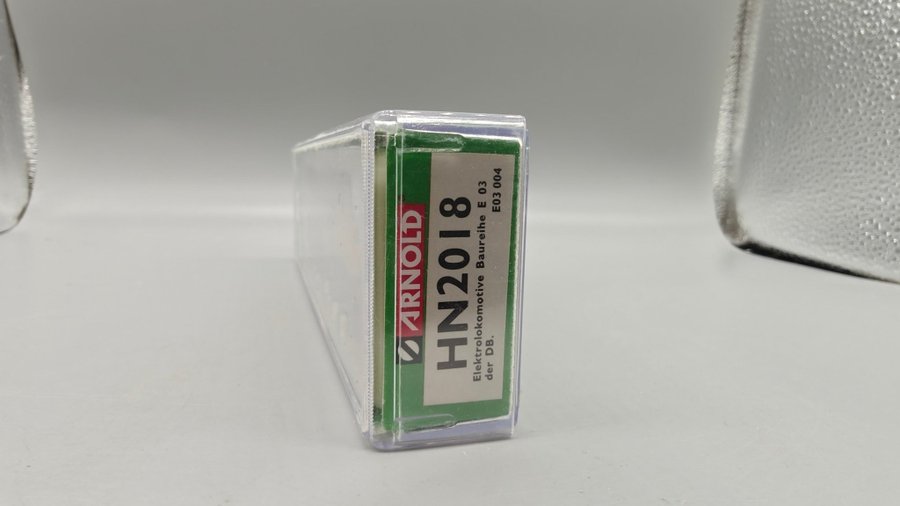 ARNOLD
HN2018
Elektrolokomotive Baureihe E 03
der DB.
E03 004